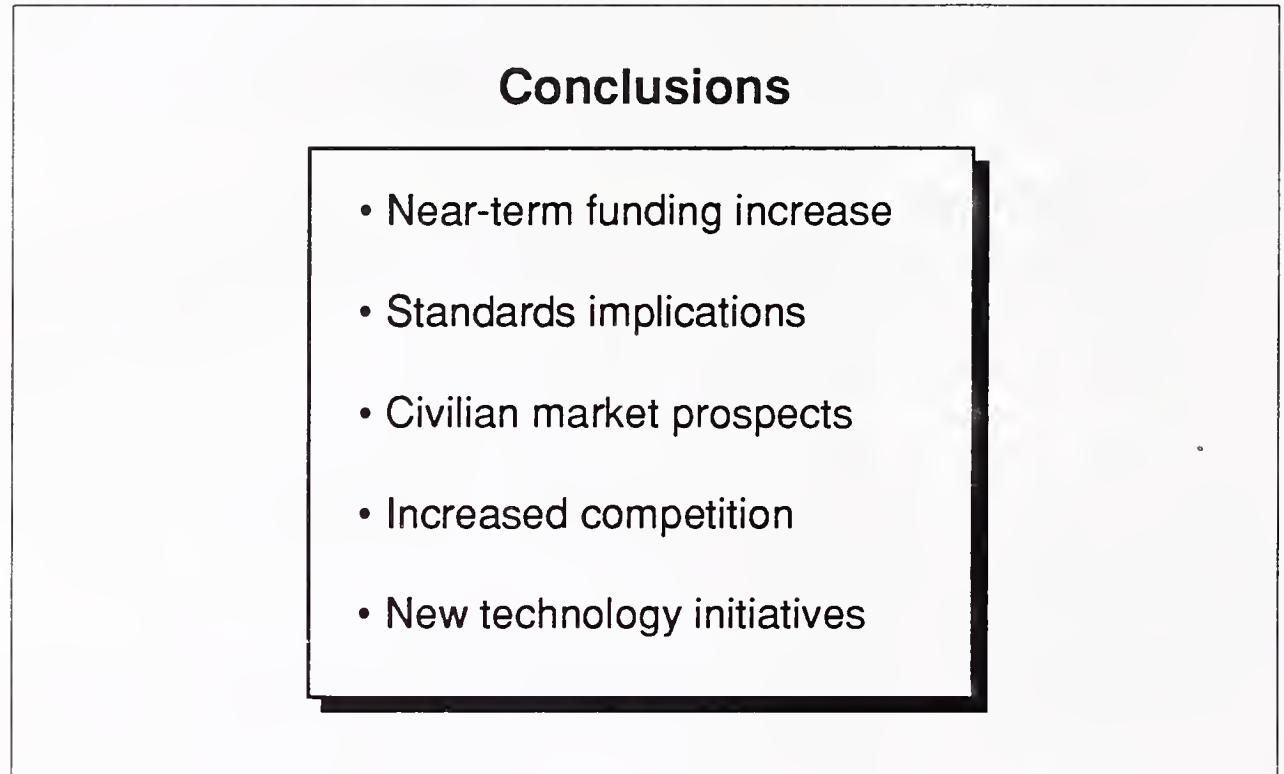 Conclusions
• Near-term funding increase
• Standards implications
• Civilian market prospects
• Increased competition
• New technology initiatives